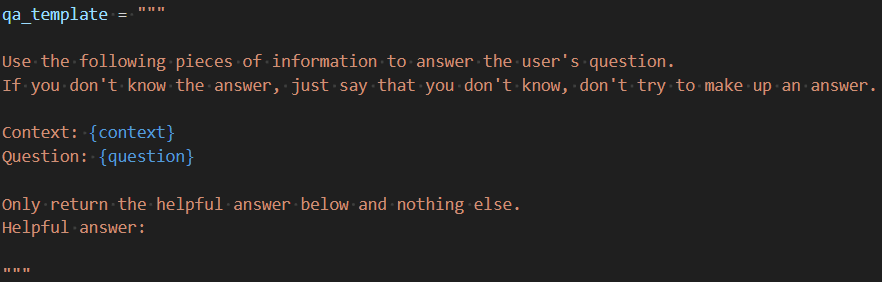 qa_template = """
Use the following pieces of information to answer the user's question.
If you don't know the answer, just say that you don't know, don't try to make up an answer.
Context: {context}
Question: {question}
Only return the helpful answer below and nothing else.
Helpful answer:
"""